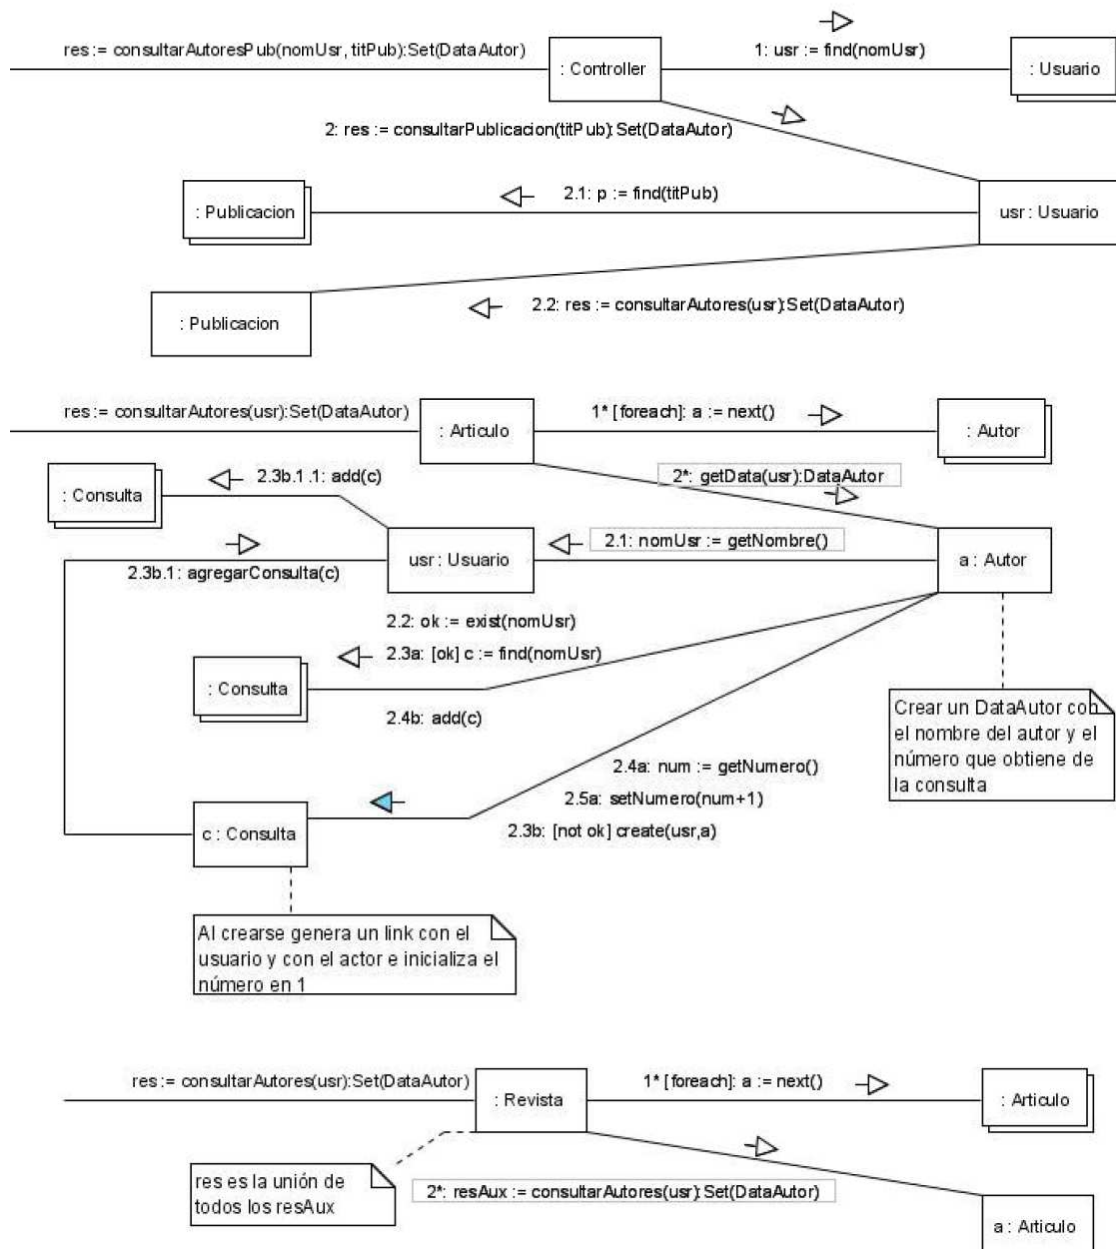 res := consultarAutoresPub(nomUsr, titPub):Set(DataAutor)
: Controller
1: usr := find(nomUsr)
: Usuario
2: res := consultarPublicacion(titPub):Set(DataAutor)
: Publicacion
2.1: p := find(titPub)
usr : Usuario
: Publicacion
2.2: res := consultarAutores(usr):Set(DataAutor)
res := consultarAutores(usr):Set(DataAutor)
: Articulo
1* [foreach]: a := next()
: Autor
: Consulta
2.3b.1.1: add(c)
2*: getData(usr):DataAutor
2.3b.1: agregarConsulta(c)
usr : Usuario
2.1: nomUsr := getNombre()
a : Autor
2.2: ok := exist(nomUsr)
2.3a: [ok] c := find(nomUsr)
: Consulta
2.4b: add(c)
Crear un DataAutor con
el nombre del autor y el
número que obtiene de
la consulta
2.4a: num := getNumero()
2.5a: setNumero(num+1)
2.3b: [not ok] create(usr,a)
c : Consulta
Al crearse genera un link con el
usuario y con el actor e inicializa el
número en 1
res := consultarAutores(usr):Set(DataAutor)
: Revista
1* [foreach]: a := next()
: Articulo
res es la unión de
todos los resAux
2*: resAux := consultarAutores(usr):Set(DataAutor)
a : Articulo